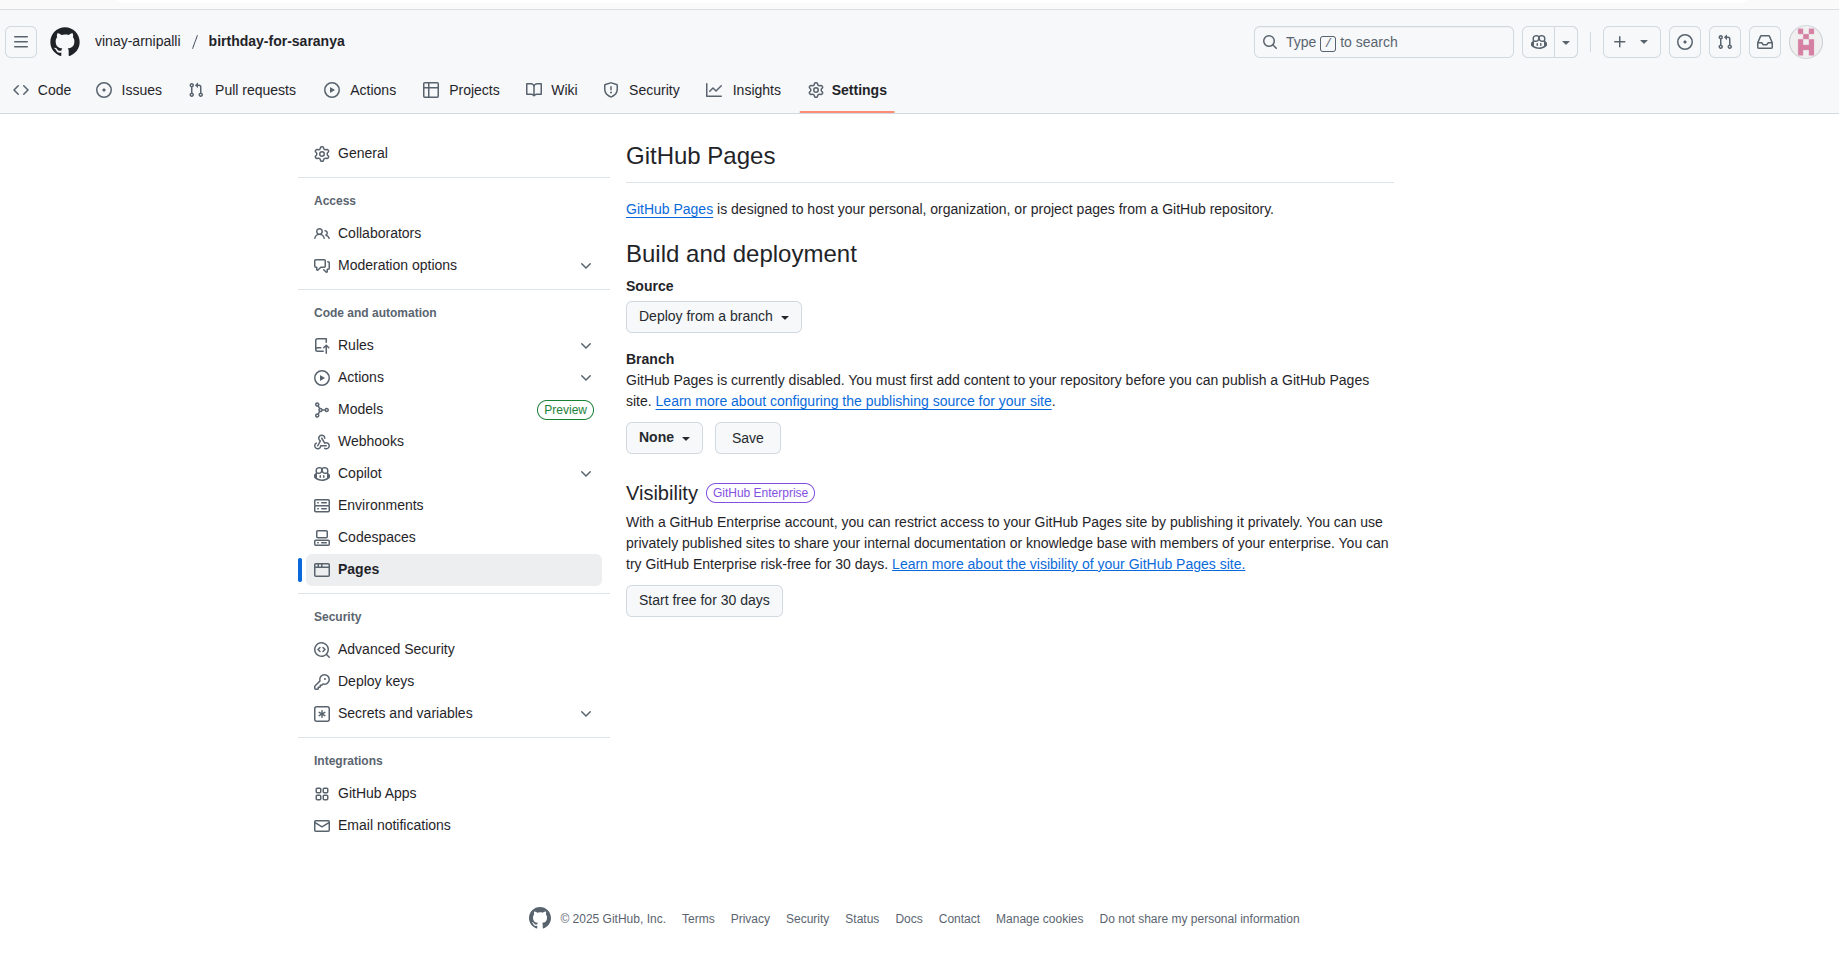 vinay-arnipalli / birthday-for-saranya
Type / to search
Code Issues Pull requests Actions Projects Wiki Security Insights Settings
General
Access
Collaborators
Moderation options
Code and automation
Rules
Actions
Models Preview
Webhooks
Copilot
Environments
Codespaces
Pages
Security
Advanced Security
Deploy keys
Secrets and variables
Integrations
GitHub Apps
Email notifications
GitHub Pages
GitHub Pages is designed to host your personal, organization, or project pages from a GitHub repository.
Build and deployment
Source
Deploy from a branch
Branch
GitHub Pages is currently disabled. You must first add content to your repository before you can publish a GitHub Pages
site. Learn more about configuring the publishing source for your site.
None Save
Visibility GitHub Enterprise
With a GitHub Enterprise account, you can restrict access to your GitHub Pages site by publishing it privately. You can use
privately published sites to share your internal documentation or knowledge base with members of your enterprise. You can
try GitHub Enterprise risk-free for 30 days. Learn more about the visibility of your GitHub Pages site.
Start free for 30 days
© 2025 GitHub, Inc. Terms Privacy Security Status Docs Contact Manage cookies Do not share my personal information